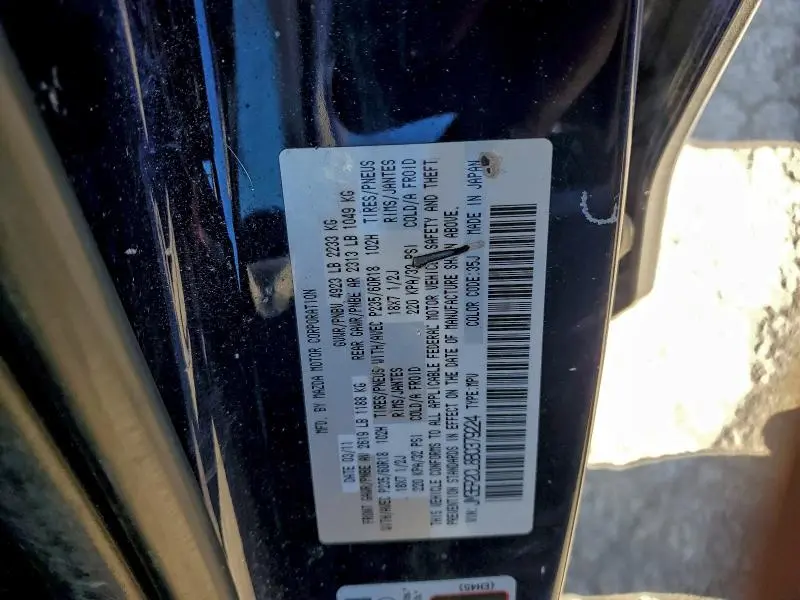 MFD. BY MAZDA MOTOR CORPORATION
DATE 02/11 GVWR/PNBV 4923 LB 2233 KG
FRONT GAWR/PNBE AV 2619 LB 1188 KG REAR GAWR/PNBE AR 2313 LB 1049 KG
WITH/AVEC P235/60R18 102H TIRES/PNEUS WITH/AVEC P235/60R18 102H TIRES/PNEUS
18X7 1/2J RIMS/JANTES 18X7 1/2J RIMS/JANTES
220 KPA/32 PSI COLD/A FROID 220 KPA/32 PSI COLD/A FROID
THIS VEHICLE CONFORMS TO ALL APPLICABLE FEDERAL MOTOR VEHICLE SAFETY AND THEFT
PREVENTION STANDARDS IN EFFECT ON THE DATE OF MANUFACTURE SHOWN ABOVE.
COLOR CODE:35J MADE IN JAPAN
TYPE:MPV
(EH45)